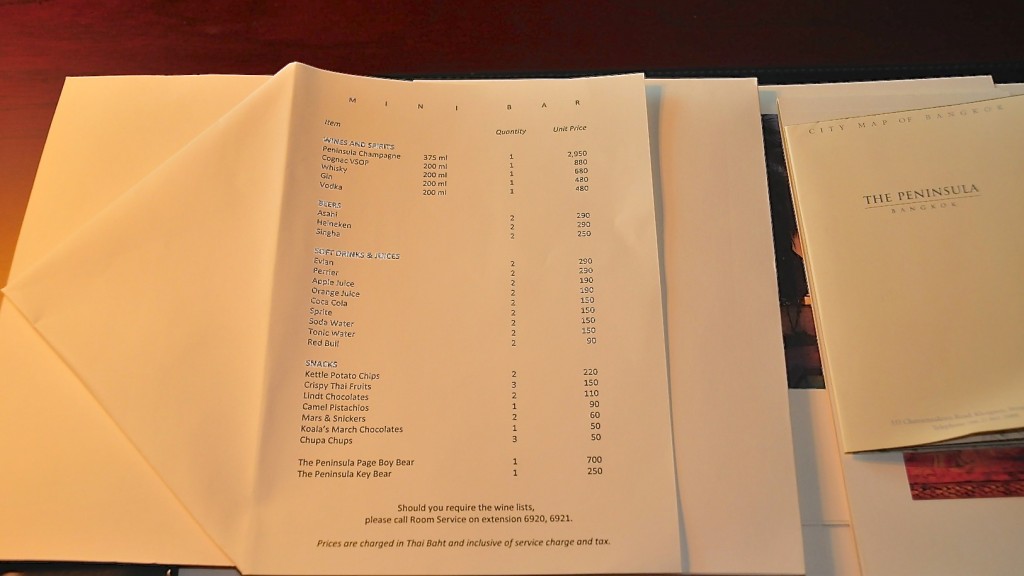 MINI BAR
Item Quantity Unit Price
WINES AND SPIRITS
Peninsula Champagne 375 ml 1 2,950
Cognac VSOP 200 ml 1 880
Whisky 200 ml 1 680
Gin 200 ml 1 480
Vodka 200 ml 1 480
BEERS
Asahi 2 290
Heineken 2 290
Singha 2 250
SOFT DRINKS & JUICES
Evian 2 290
Perrier 2 290
Apple Juice 2 190
Orange Juice 2 190
Coca Cola 2 150
Sprite 2 150
Soda Water 2 150
Tonic Water 2 150
Red Bull 2 90
SNACKS
Kettle Potato Chips 2 220
Crispy Thai Fruits 3 150
Lindt Chocolates 2 110
Camel Pistachios 1 90
Mars & Snickers 2 60
Koala's March Chocolates 1 50
Chupa Chups 3 50
The Peninsula Page Boy Bear 1 700
The Peninsula Key Bear 1 250
Should you require the wine lists,
please call Room Service on extension 6920, 6921.
Prices are charged in Thai Baht and inclusive of service charge and tax.
CITY MAP OF BANGKOK
THE PENINSULA
BANGKOK